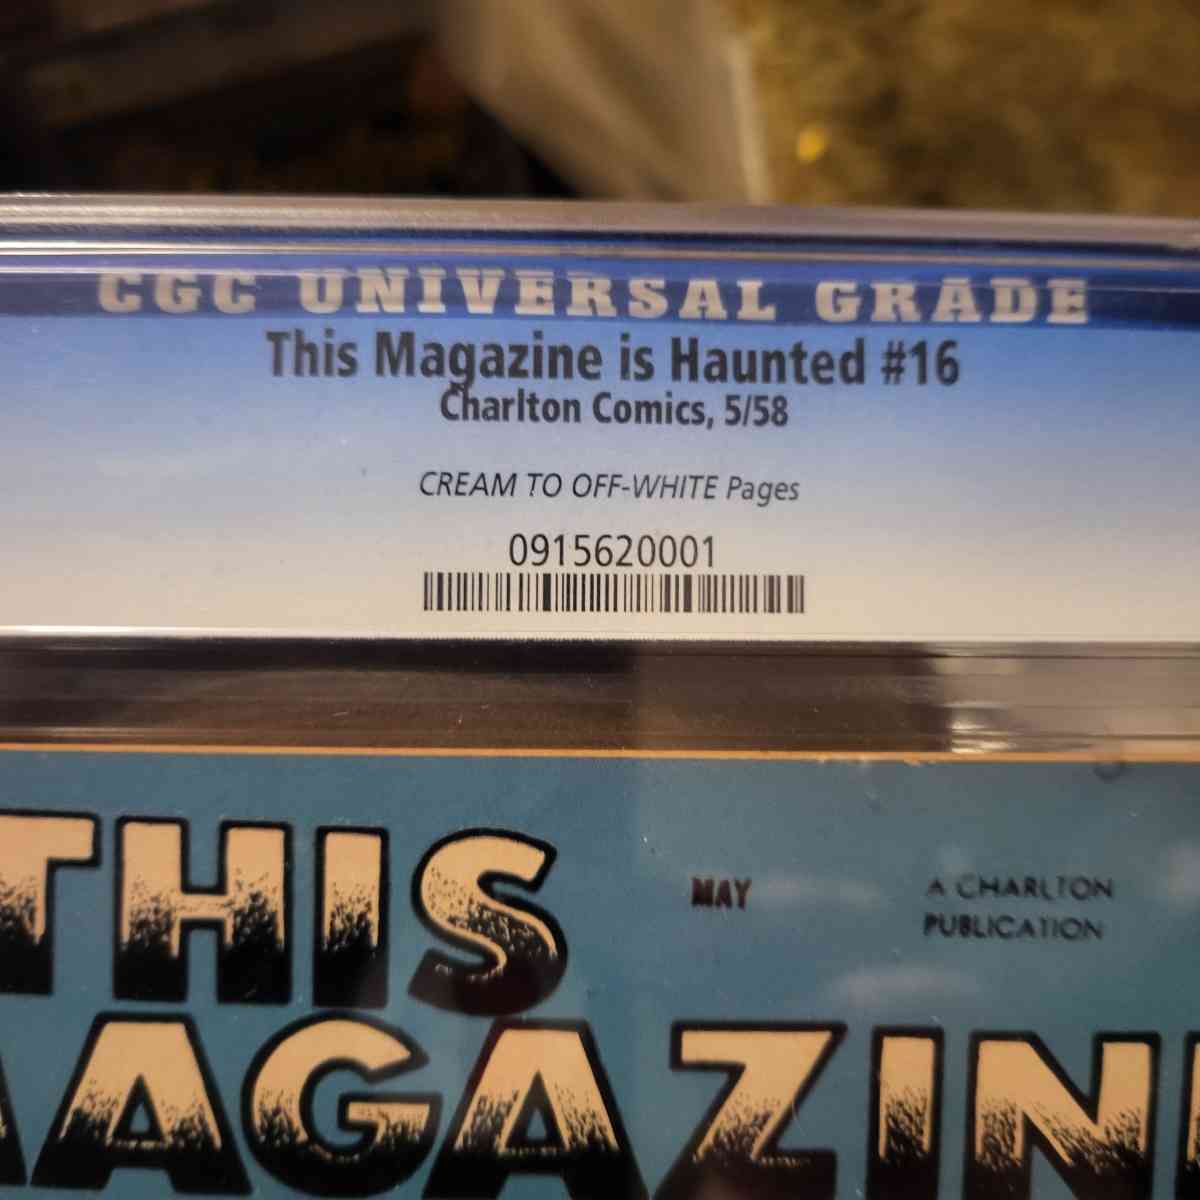 CGC UNIVERSAL GRADE
This Magazine is Haunted #16
Charlton Comics, 5/58
CREAM TO OFF-WHITE Pages
0915620001
THIS
MAY
A CHARLTON
PUBLICATION
MAGAZIN